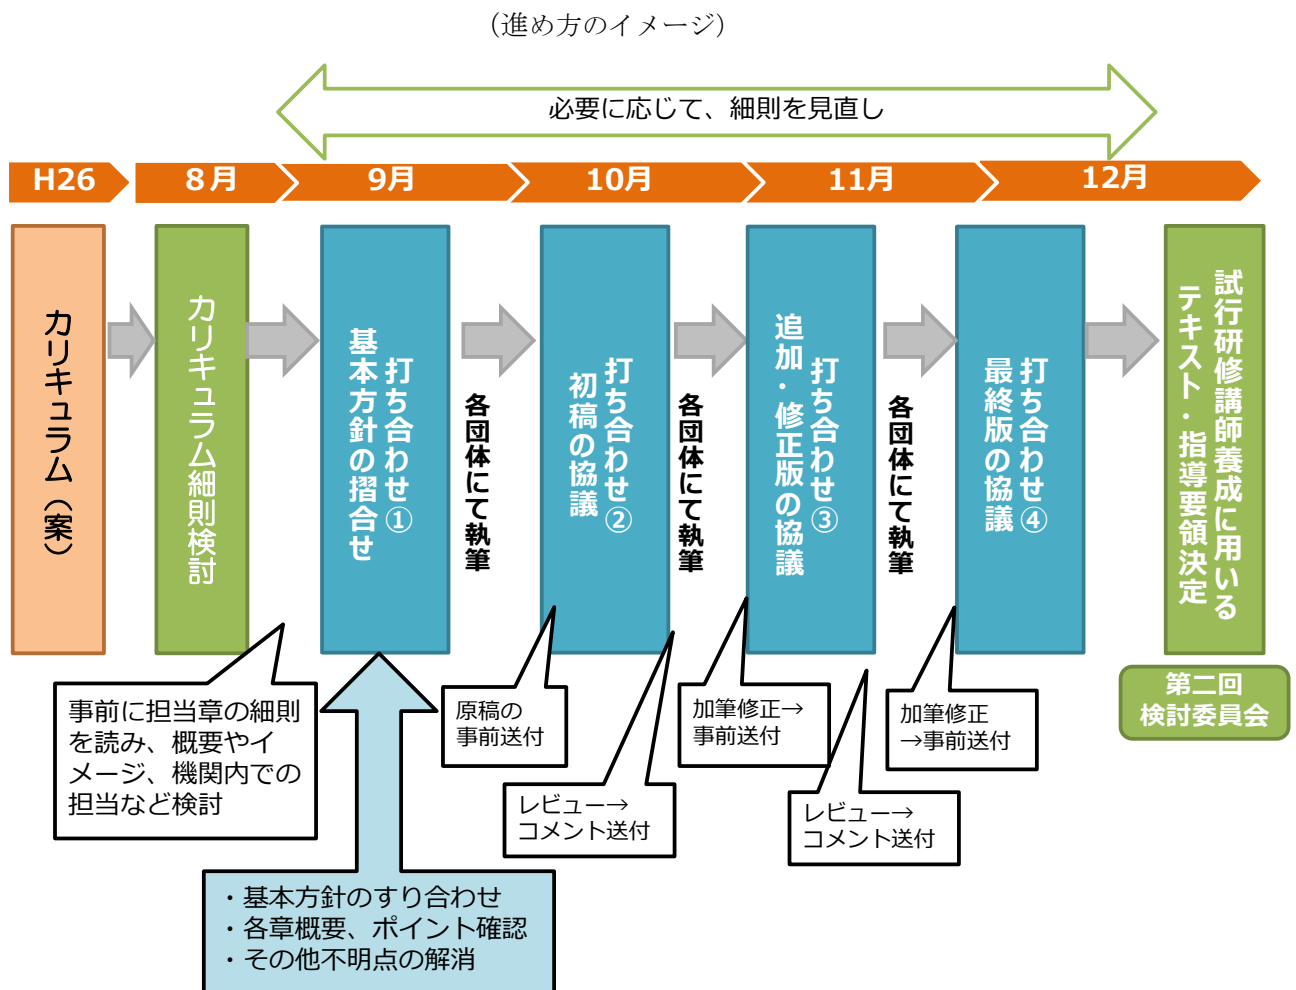 （進め方のイメージ）
必要に応じて、細則を見直し
H26
８月
9月
10月
11月
12月
カリキュラム（案）
カリキュラム細則検討
打ち合わせ①
基本方針の摺合せ
各団体にて執筆
打ち合わせ②
初稿の協議
各団体にて執筆
打ち合わせ③
追加・修正版の協議
各団体にて執筆
打ち合わせ④
最終版の協議
試行研修講師養成に用いる
テキスト・指導要領決定
第二回
検討委員会
事前に担当章の細則
を読み、概要やイ
メージ、機関内での
担当など検討
原稿の
事前送付
レビュー→
コメント送付
加筆修正→
事前送付
レビュー→
コメント送付
加筆修正
→事前送付
・基本方針のすり合わせ
・各章概要、ポイント確認
・その他不明点の解消